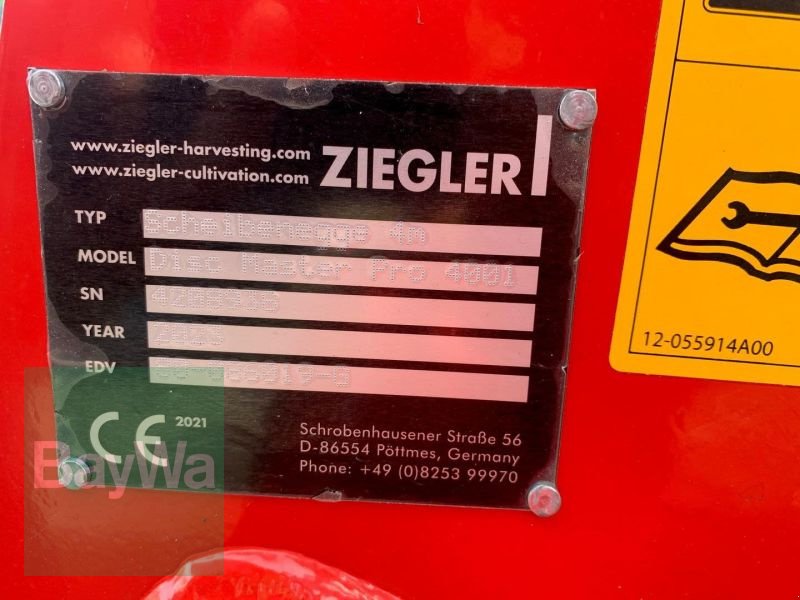 www.ziegler-harvesting.com
www.ziegler-cultivation.com
ZIEGLER
TYP Scheibenegge 4m
MODEL Disc Master Pro 4001
SN
YEAR
EDV
CE 2021
Schrobenhausener Straße 56
D-86554 Pöttmes, Germany
Phone: +49 (0)8253 99970
12-055914A00
BayWa